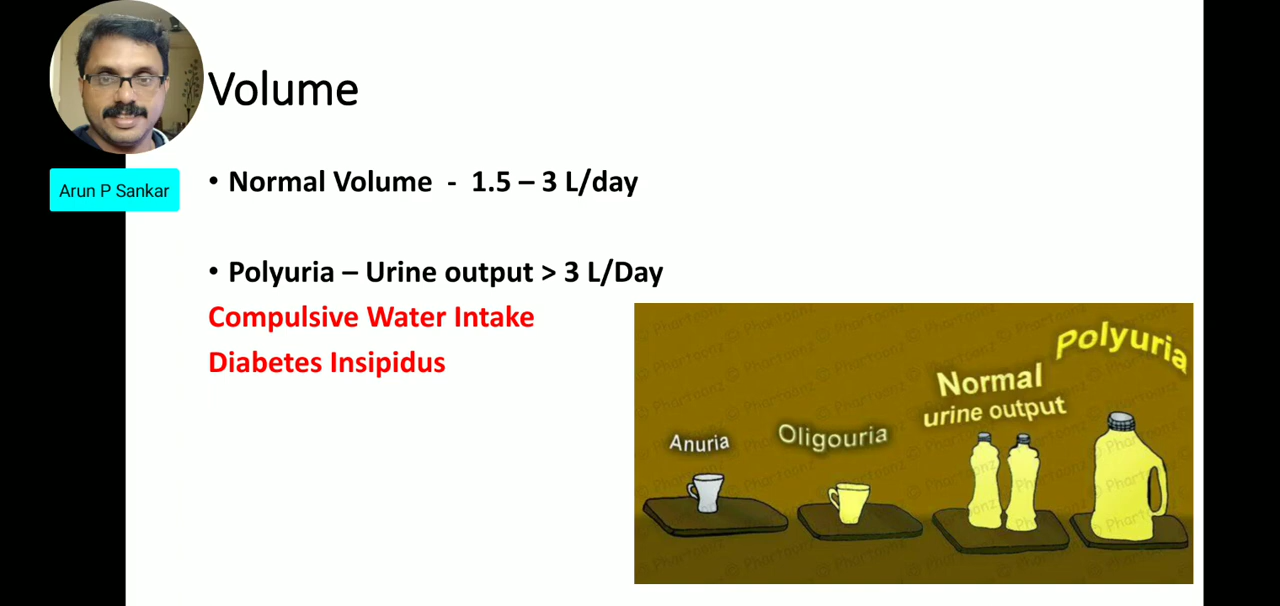 Volume
Arun P Sankar
• Normal Volume - 1.5 – 3 L/day
• Polyuria – Urine output > 3 L/Day
Compulsive Water Intake
Diabetes Insipidus
Anuria
Oligouria
Normal
urine output
Polyuria
© Phartoonz